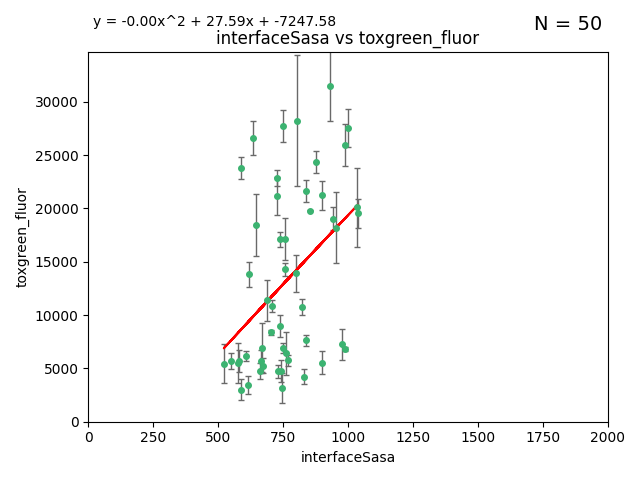 y = -0.00x^2 + 27.59x + -7247.58
N = 50
interfaceSasa vs toxgreen_fluor
toxgreen_fluor
30000
25000
20000
15000
10000
5000
0
0 250 500 750 1000 1250 1500 1750 2000
interfaceSasa